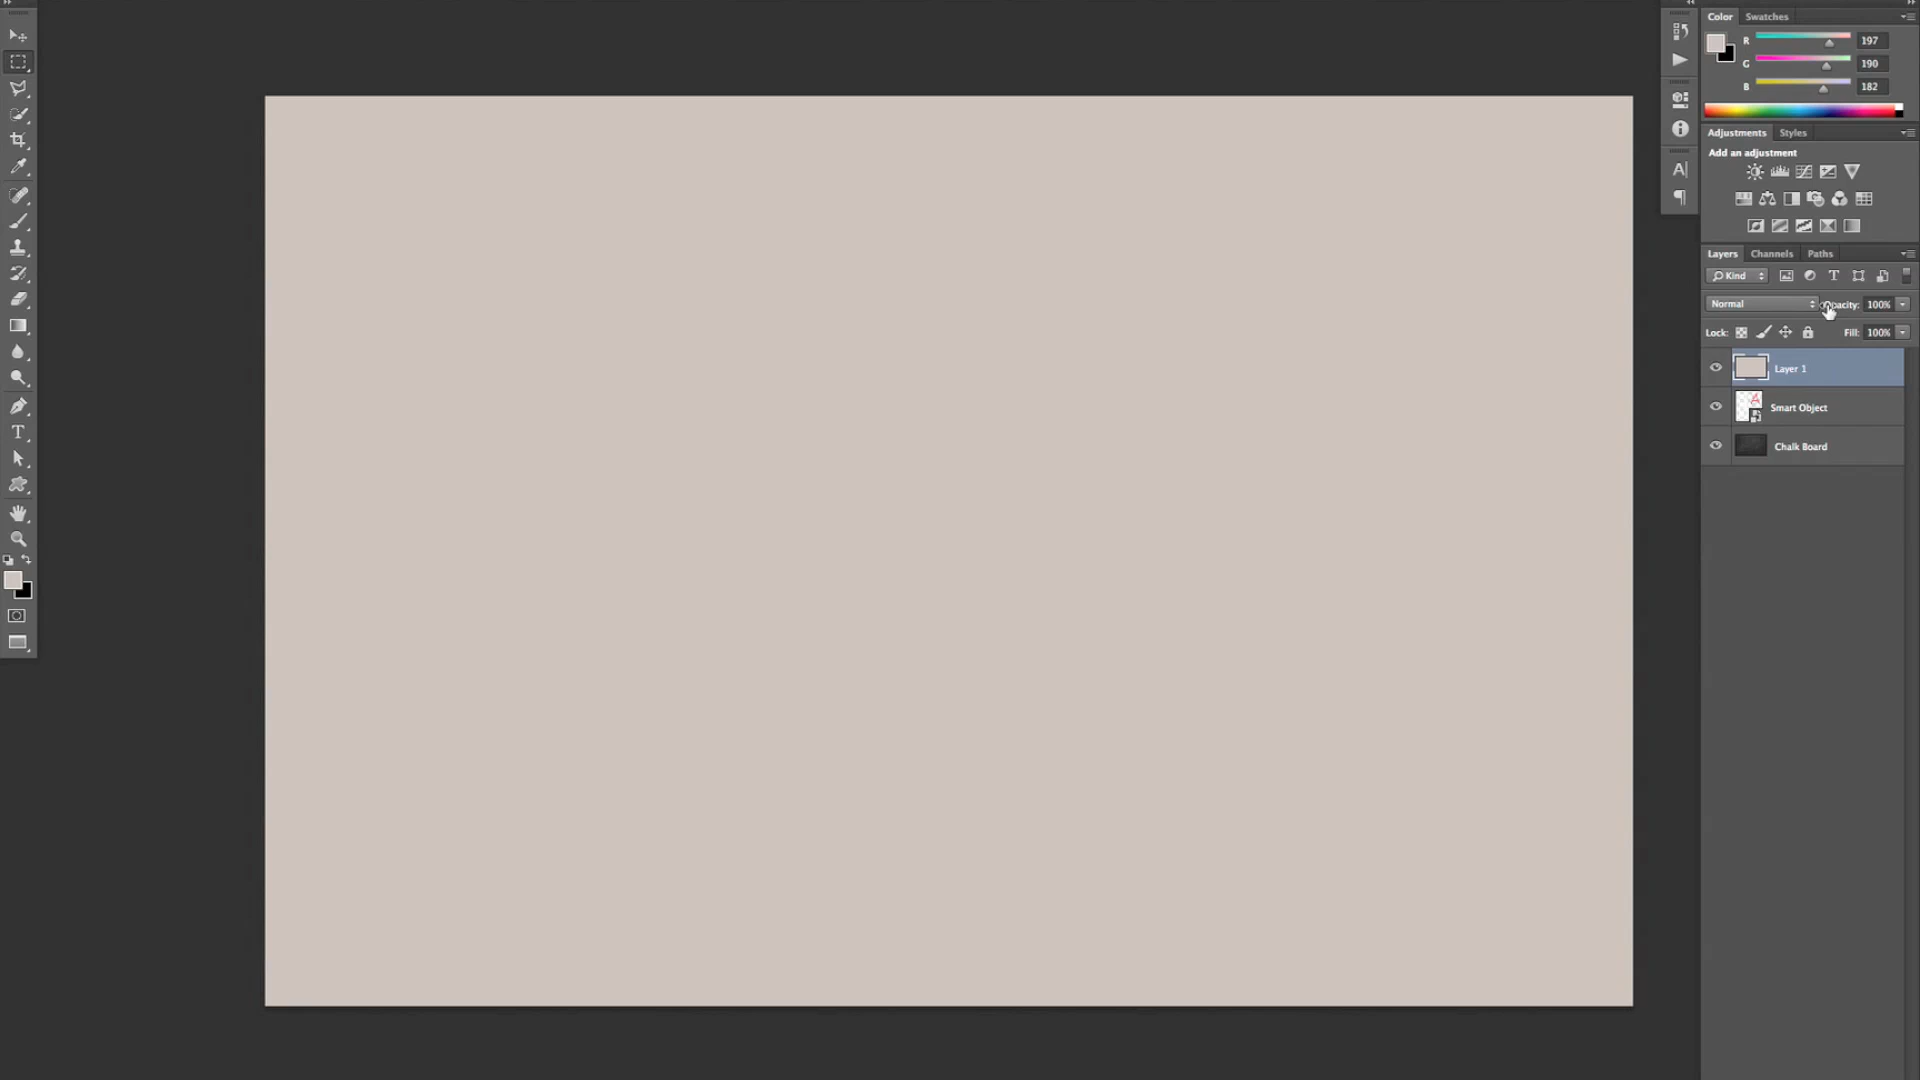 Color Swatches
R 197
G 190
B 182
Adjustments Styles
Add an adjustment
Layers Channels Paths
Kind T
Normal Opacity: 100%
Lock: Fill: 100%
Layer 1
Smart Object
Chalk Board
A
T